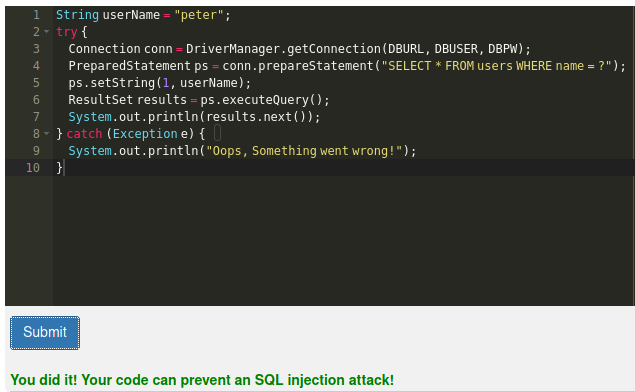 1 String userName = "peter";
2 try {
3 Connection conn = DriverManager.getConnection(DBURL, DBUSER, DBPW);
4 PreparedStatement ps = conn.prepareStatement("SELECT * FROM users WHERE name = ?");
5 ps.setString(1, userName);
6 ResultSet results = ps.executeQuery();
7 System.out.println(results.next());
8 } catch (Exception e) {
9 System.out.println("Oops, Something went wrong!");
10 }
Submit
You did it! Your code can prevent an SQL injection attack!